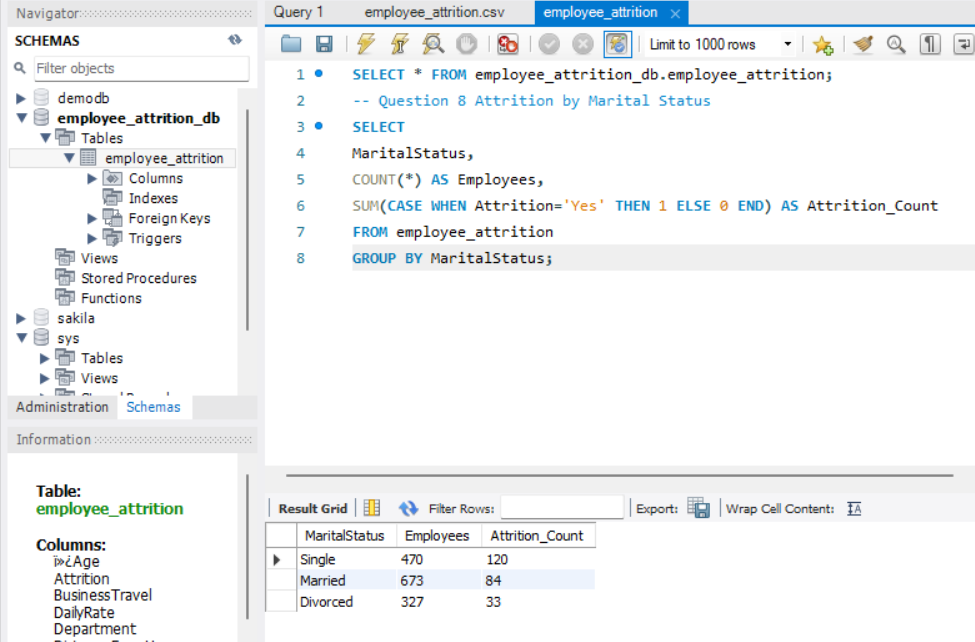 Navigator
SCHEMAS
Filter objects
demodb
employee_attrition_db
Tables
employee_attrition
Columns
Indexes
Foreign Keys
Triggers
Views
Stored Procedures
Functions
sakila
sys
Tables
Views
Administration Schemas
Information
Table:
employee_attrition
Columns:
ï»¿Age
Attrition
BusinessTravel
DailyRate
Department
Query 1 employee_attrition.csv employee_attrition
Limit to 1000 rows
1 SELECT * FROM employee_attrition_db.employee_attrition;
2 -- Question 8 Attrition by Marital Status
3 SELECT
4 MaritalStatus,
5 COUNT(*) AS Employees,
6 SUM(CASE WHEN Attrition='Yes' THEN 1 ELSE 0 END) AS Attrition_Count
7 FROM employee_attrition
8 GROUP BY MaritalStatus;
Result Grid Filter Rows: Export: Wrap Cell Content:
MaritalStatus Employees Attrition_Count
Single 470 120
Married 673 84
Divorced 327 33